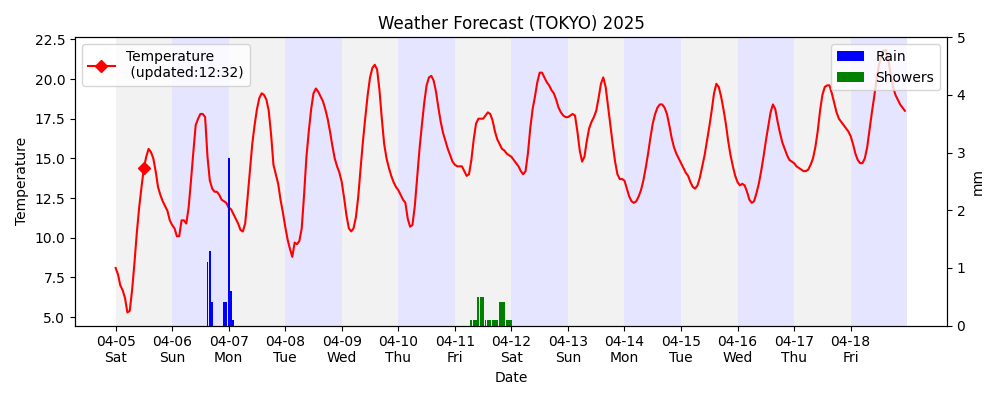 Weather Forecast (TOKYO) 2025
Temperature
(updated:12:32)
Rain
Showers
22.5
20.0
17.5
15.0
12.5
10.0
7.5
5.0
Temperature
5
4
3
2
1
0
mm
04-05 04-06 04-07 04-08 04-09 04-10 04-11 04-12 04-13 04-14 04-15 04-16 04-17 04-18
Sat Sun Mon Tue Wed Thu Fri Sat Sun Mon Tue Wed Thu Fri
Date